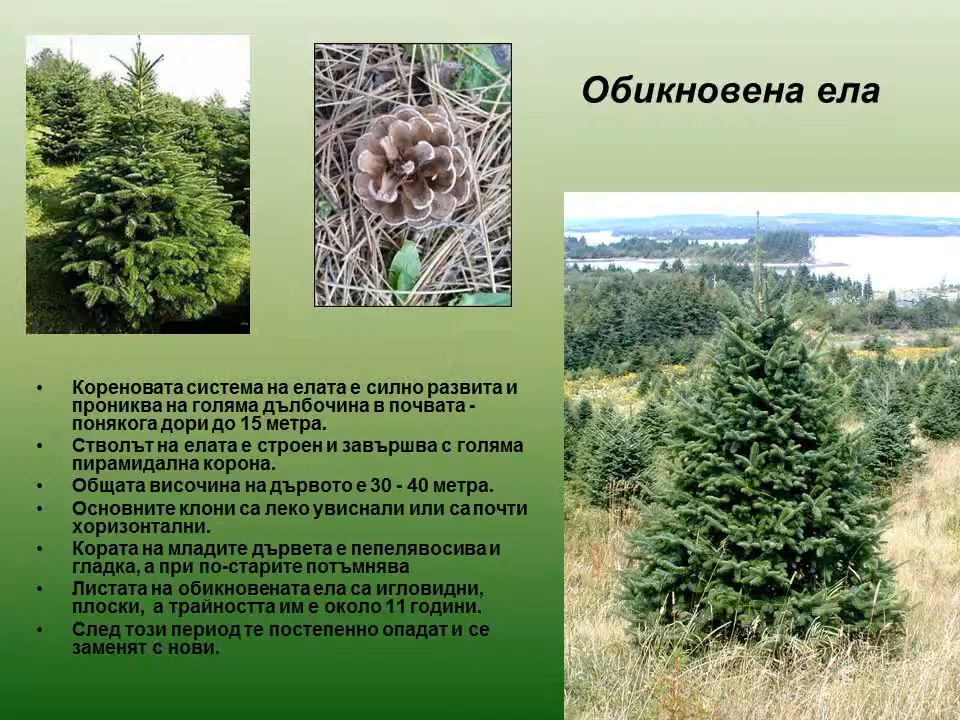 Обикновена ела
• Кореновата система на елата е силно развита и
прониква на голяма дълбочина в почвата -
понякога дори до 15 метра.
• Стволът на елата е строен и завършва с голяма
пирамидална корона.
• Общата височина на дървото е 30 - 40 метра.
• Основните клони са леко увиснали или са почти
хоризонтални.
• Кората на младите дървета е пепелявосива и
гладка, а при по-старите потъмнява
• Листата на обикновената ела са игловидни,
плоски, а трайността им е около 11 години.
• След този период те постепенно опадат и се
заменят с нови.